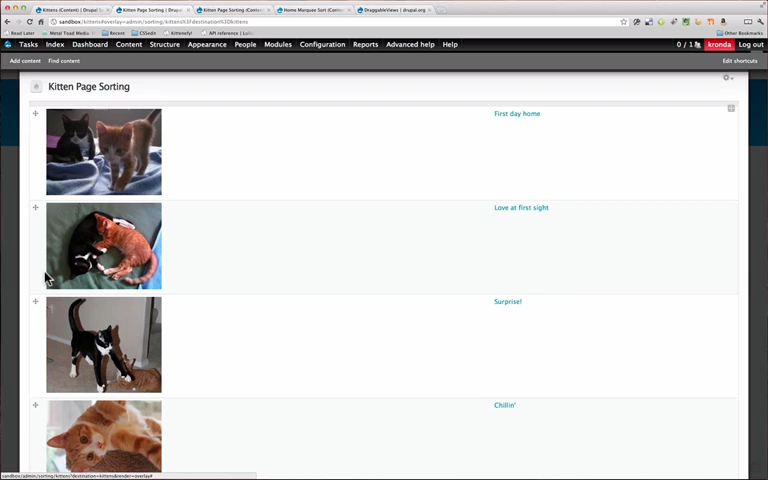 Kittens (Content) | Drupal S
Kitten Page Sorting | Drupal
Kitten Page Sorting (Content
Home Marquee Sort (Content
DraggableViews | drupal.org
sandbox/kittens#overlay=admin/sorting/kittens%3Fdestination%3Dkittens
Read Later
Metal Toad Media
Recent
CSSedit
Kittenefy!
API reference | Lull
Other Bookmarks
Tasks Index Dashboard Content Structure Appearance People Modules Configuration Reports Advanced help Help
0 / 1
kronda
Log out
Add content Find content
Edit shortcuts
Kitten Page Sorting
First day home
Love at first sight
Surprise!
Chillin'
sandbox/admin/sorting/kittens?destination=kittens&render=overlay#